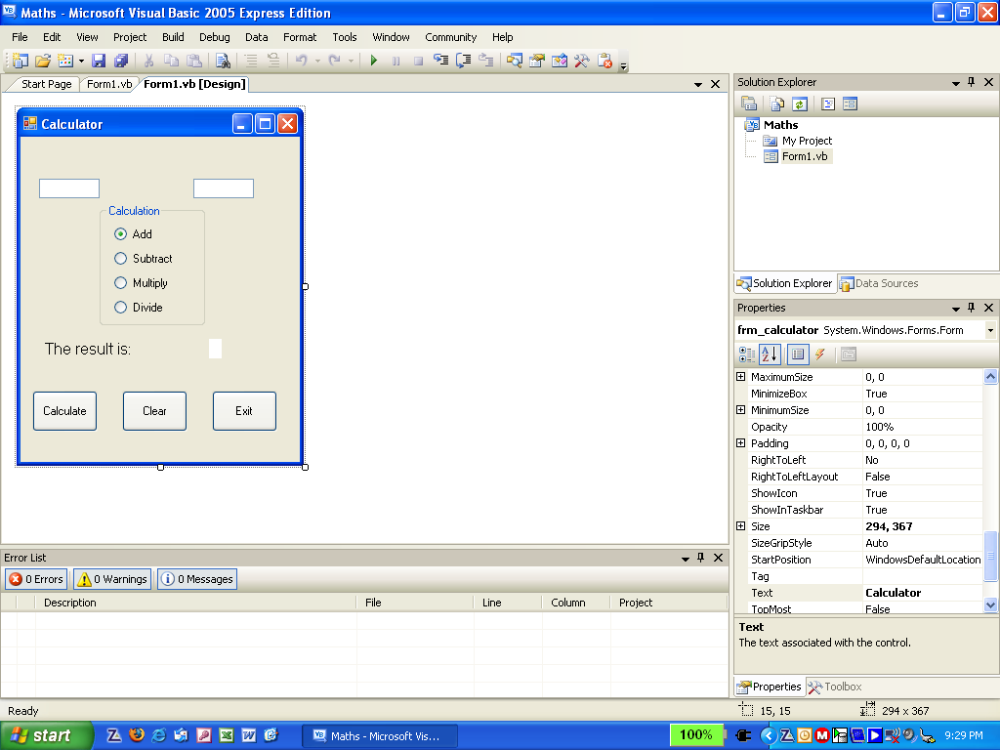 Maths - Microsoft Visual Basic 2005 Express Edition
File Edit View Project Build Debug Data Format Tools Window Community Help
Start Page Form1.vb Form1.vb [Design]
Calculator
Calculation
Add
Subtract
Multiply
Divide
The result is:
Calculate Clear Exit
Error List
0 Errors 0 Warnings 0 Messages
Description File Line Column Project
Solution Explorer
Maths
My Project
Form1.vb
Solution Explorer Data Sources
Properties
frm_calculator System.Windows.Forms.Form
MaximumSize 0, 0
MinimizeBox True
MinimumSize 0, 0
Opacity 100%
Padding 0, 0, 0, 0
RightToLeft No
RightToLeftLayout False
ShowIcon True
ShowInTaskbar True
Size 294, 367
SizeGripStyle Auto
StartPosition WindowsDefaultLocation
Tag
Text Calculator
TopMost False
Text
The text associated with the control.
Properties Toolbox
Ready 15, 15 294 x 367
start Maths - Microsoft Vis... 100% 9:29 PM